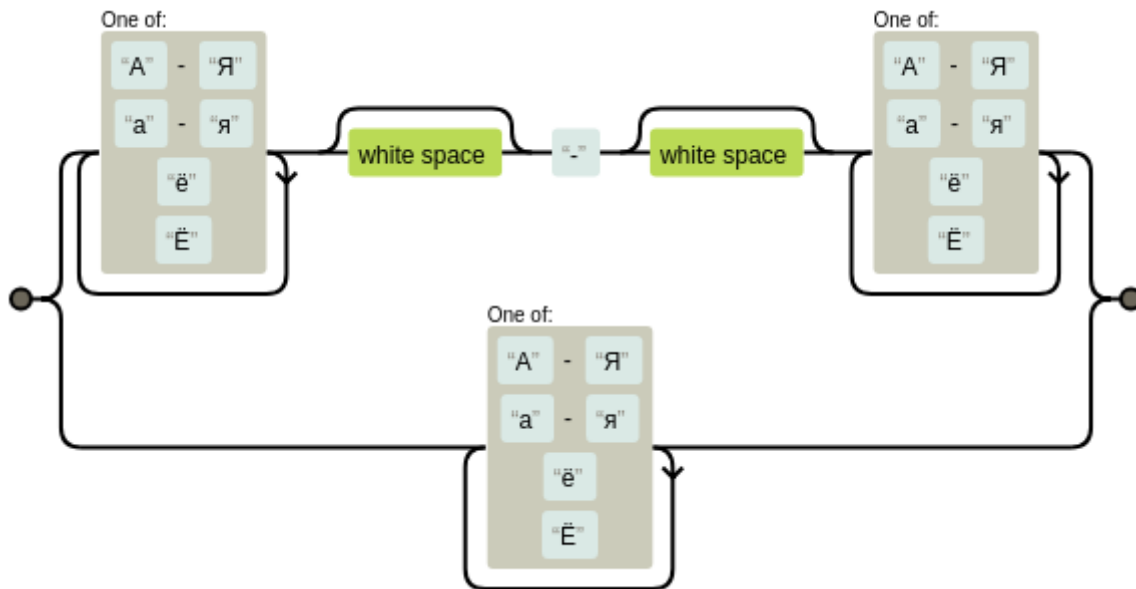 One of: One of:
“А” - “Я” “А” - “Я”
“а” - “я” “а” - “я”
white space “-” white space
“ё” “ё”
“Ё” “Ё”
One of:
“А” - “Я”
“а” - “я”
“ё”
“Ё”